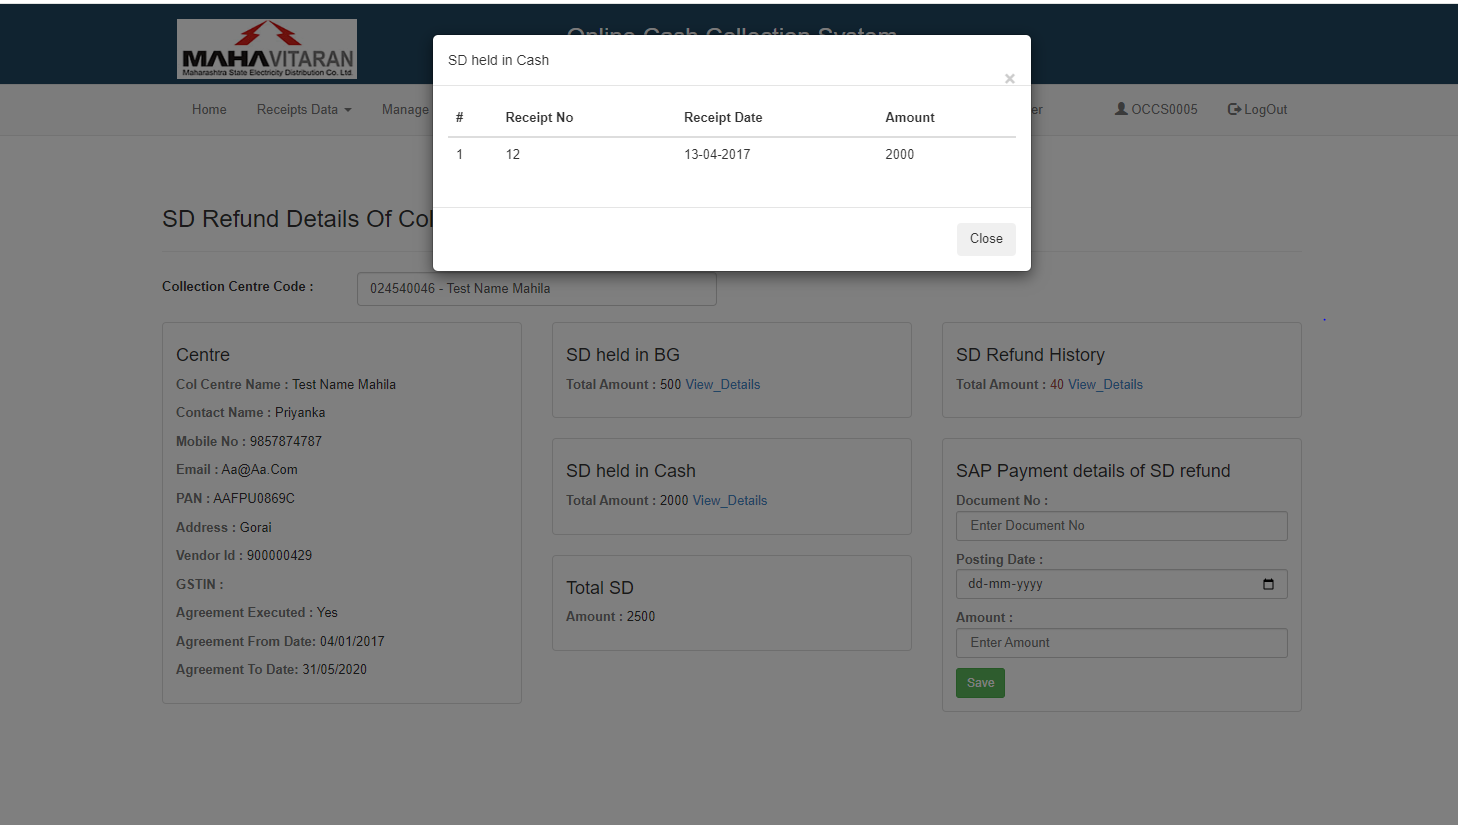 MAHAVITARAN
Maharashtra State Electricity Distribution Co. Ltd.
Online Cash Collection System
SD held in Cash
×
Home
Receipts Data
Manage
OCCS0005
LogOut
# Receipt No Receipt Date Amount
1 12 13-04-2017 2000
Close
SD Refund Details Of
Collection Centre Code : 024540046 - Test Name Mahila
Centre
Col Centre Name : Test Name Mahila
Contact Name : Priyanka
Mobile No : 9857874787
Email : Aa@Aa.Com
PAN : AAFPU0869C
Address : Gorai
Vendor Id : 900000429
GSTIN :
Agreement Executed : Yes
Agreement From Date: 04/01/2017
Agreement To Date: 31/05/2020
SD held in BG
Total Amount : 500 View_Details
SD held in Cash
Total Amount : 2000 View_Details
Total SD
Amount : 2500
SD Refund History
Total Amount : 40 View_Details
SAP Payment details of SD refund
Document No :
Enter Document No
Posting Date :
dd-mm-yyyy
Amount :
Enter Amount
Save